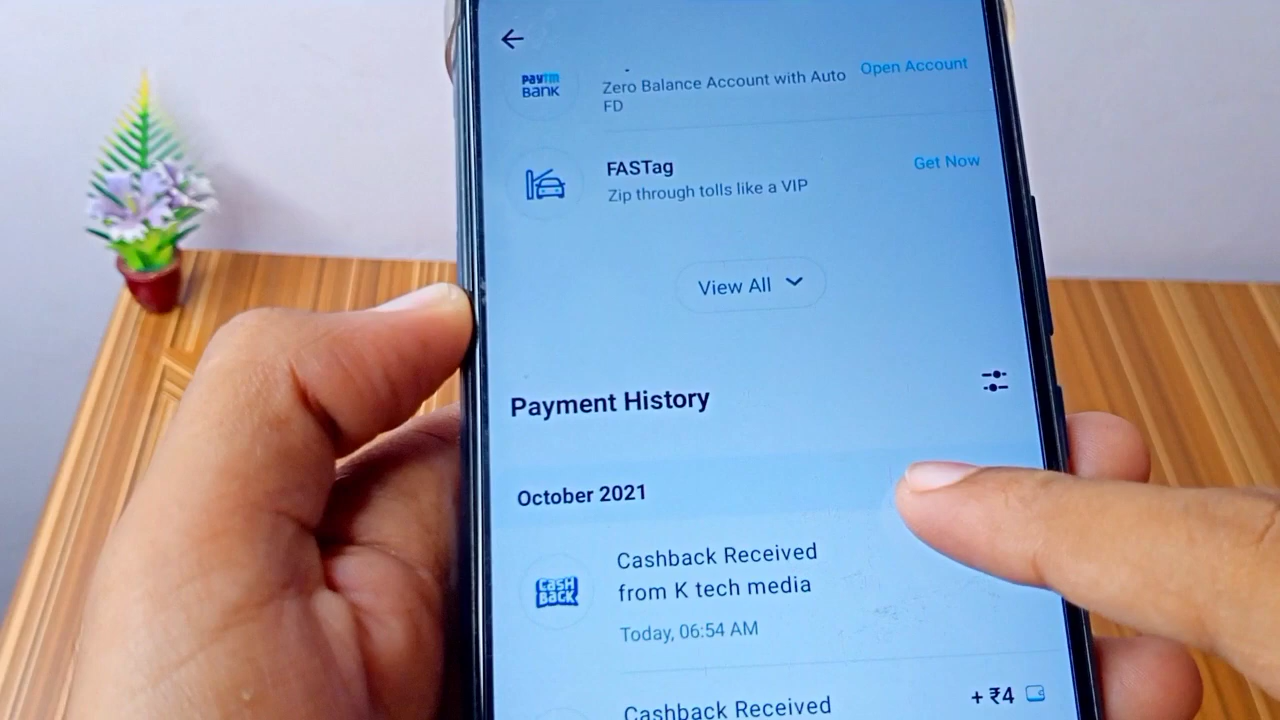 paytm
BANK
Zero Balance Account with Auto
FD
Open Account
FASTag
Zip through tolls like a VIP
Get Now
View All
Payment History
October 2021
CASH
BACK
Cashback Received
from K tech media
Today, 06:54 AM
Cashback Received
+ ₹4